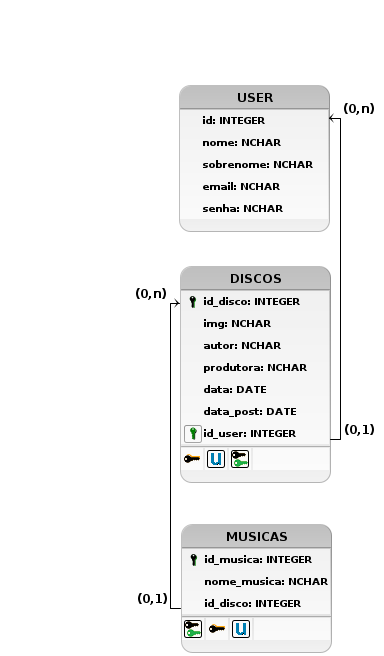 USER
(0,n)
id: INTEGER
nome: NCHAR
sobrenome: NCHAR
email: NCHAR
senha: NCHAR
DISCOS
(0,n)
id_disco: INTEGER
img: NCHAR
autor: NCHAR
produtora: NCHAR
data: DATE
data_post: DATE
id_user: INTEGER
(0,1)
U
MUSICAS
id_musica: INTEGER
nome_musica: NCHAR
(0,1)
id_disco: INTEGER
U